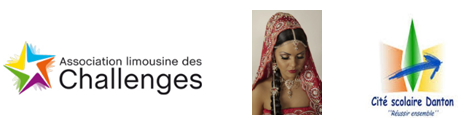 Association limousine des
Challenges
Cité scolaire Danton
"Réussir ensemble"